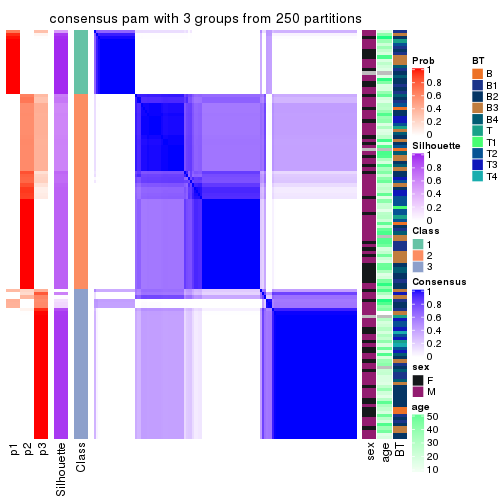 consensus pam with 3 groups from 250 partitions
p1
p2
p3
Silhouette
Class
sex
age
BT
Prob
1
0.8
0.6
0.4
0.2
0
Silhouette
1
0.8
0.6
0.4
0.2
0
Class
1
2
3
Consensus
1
0.8
0.6
0.4
0.2
0
sex
F
M
age
50
40
30
20
10
BT
B
B1
B2
B3
B4
T
T1
T2
T3
T4